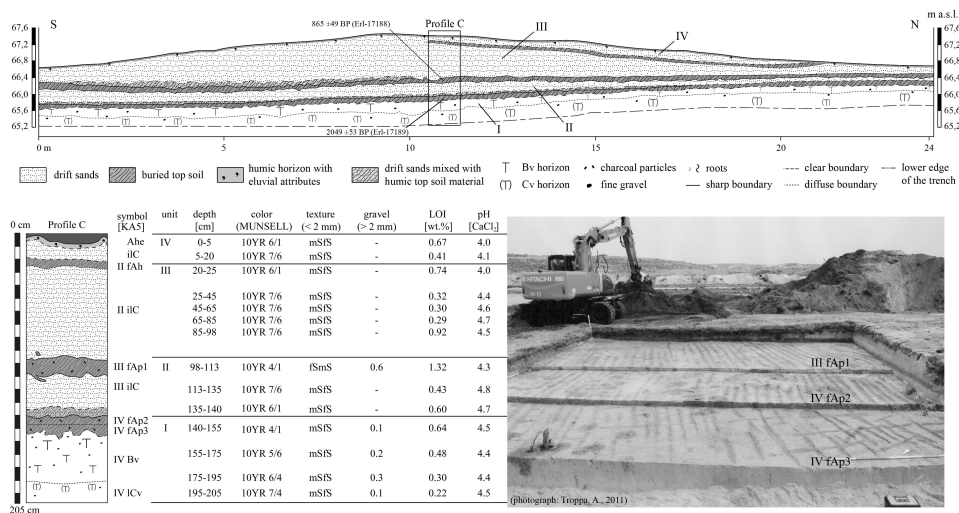 S Profile C N m a.s.l.
865 ±49 BP (Erl-17188)
III
IV
67,6 67,6
67,2 67,2
66,8 66,8
66,4 66,4
66,0 66,0
65,6 65,6
65,2 65,2
T T T T T T T T T T T
(T) (T) (T) (T) (T) (T) (T) (T) (T) (T) (T) (T)
2049 ±53 BP (Erl-17189)
I
II
0 m 5 10 15 20 24
drift sands
buried top soil
humic horizon with
eluvial attributes
drift sands mixed with
humic top soil material
T Bv horizon
(T) Cv horizon
charcoal particles
fine gravel
roots
sharp boundary
clear boundary
diffuse boundary
lower edge
of the trench
0 cm Profile C
T T T T T
(T) (T) (T)
205 cm
symbol unit depth color texture gravel LOI pH
[KA5] [cm] (MUNSELL) (< 2 mm) (> 2 mm) [wt.%] [CaCl₂]
Ahe IV 0-5 10YR 6/1 mSfS - 0.67 4.0
ilC 5-20 10YR 7/6 mSfS - 0.41 4.1
II fAh III 20-25 10YR 6/1 mSfS - 0.74 4.0
25-45 10YR 7/6 mSfS - 0.32 4.4
II ilC 45-65 10YR 7/6 mSfS - 0.30 4.6
65-85 10YR 7/6 mSfS - 0.29 4.7
85-98 10YR 7/6 mSfS - 0.92 4.5
III fAp1 II 98-113 10YR 4/1 fSmS 0.6 1.32 4.3
III ilC 113-135 10YR 7/6 mSfS - 0.43 4.8
135-140 10YR 6/1 mSfS - 0.60 4.7
IV fAp2
IV fAp3 I 140-155 10YR 4/1 mSfS 0.1 0.64 4.5
IV Bv 155-175 10YR 5/6 mSfS 0.2 0.48 4.4
175-195 10YR 6/4 mSfS 0.3 0.30 4.4
IV lCv 195-205 10YR 7/4 mSfS 0.1 0.22 4.5
HITACHI
III fAp1
IV fAp2
IV fAp3
(photograph: Troppa, A., 2011)